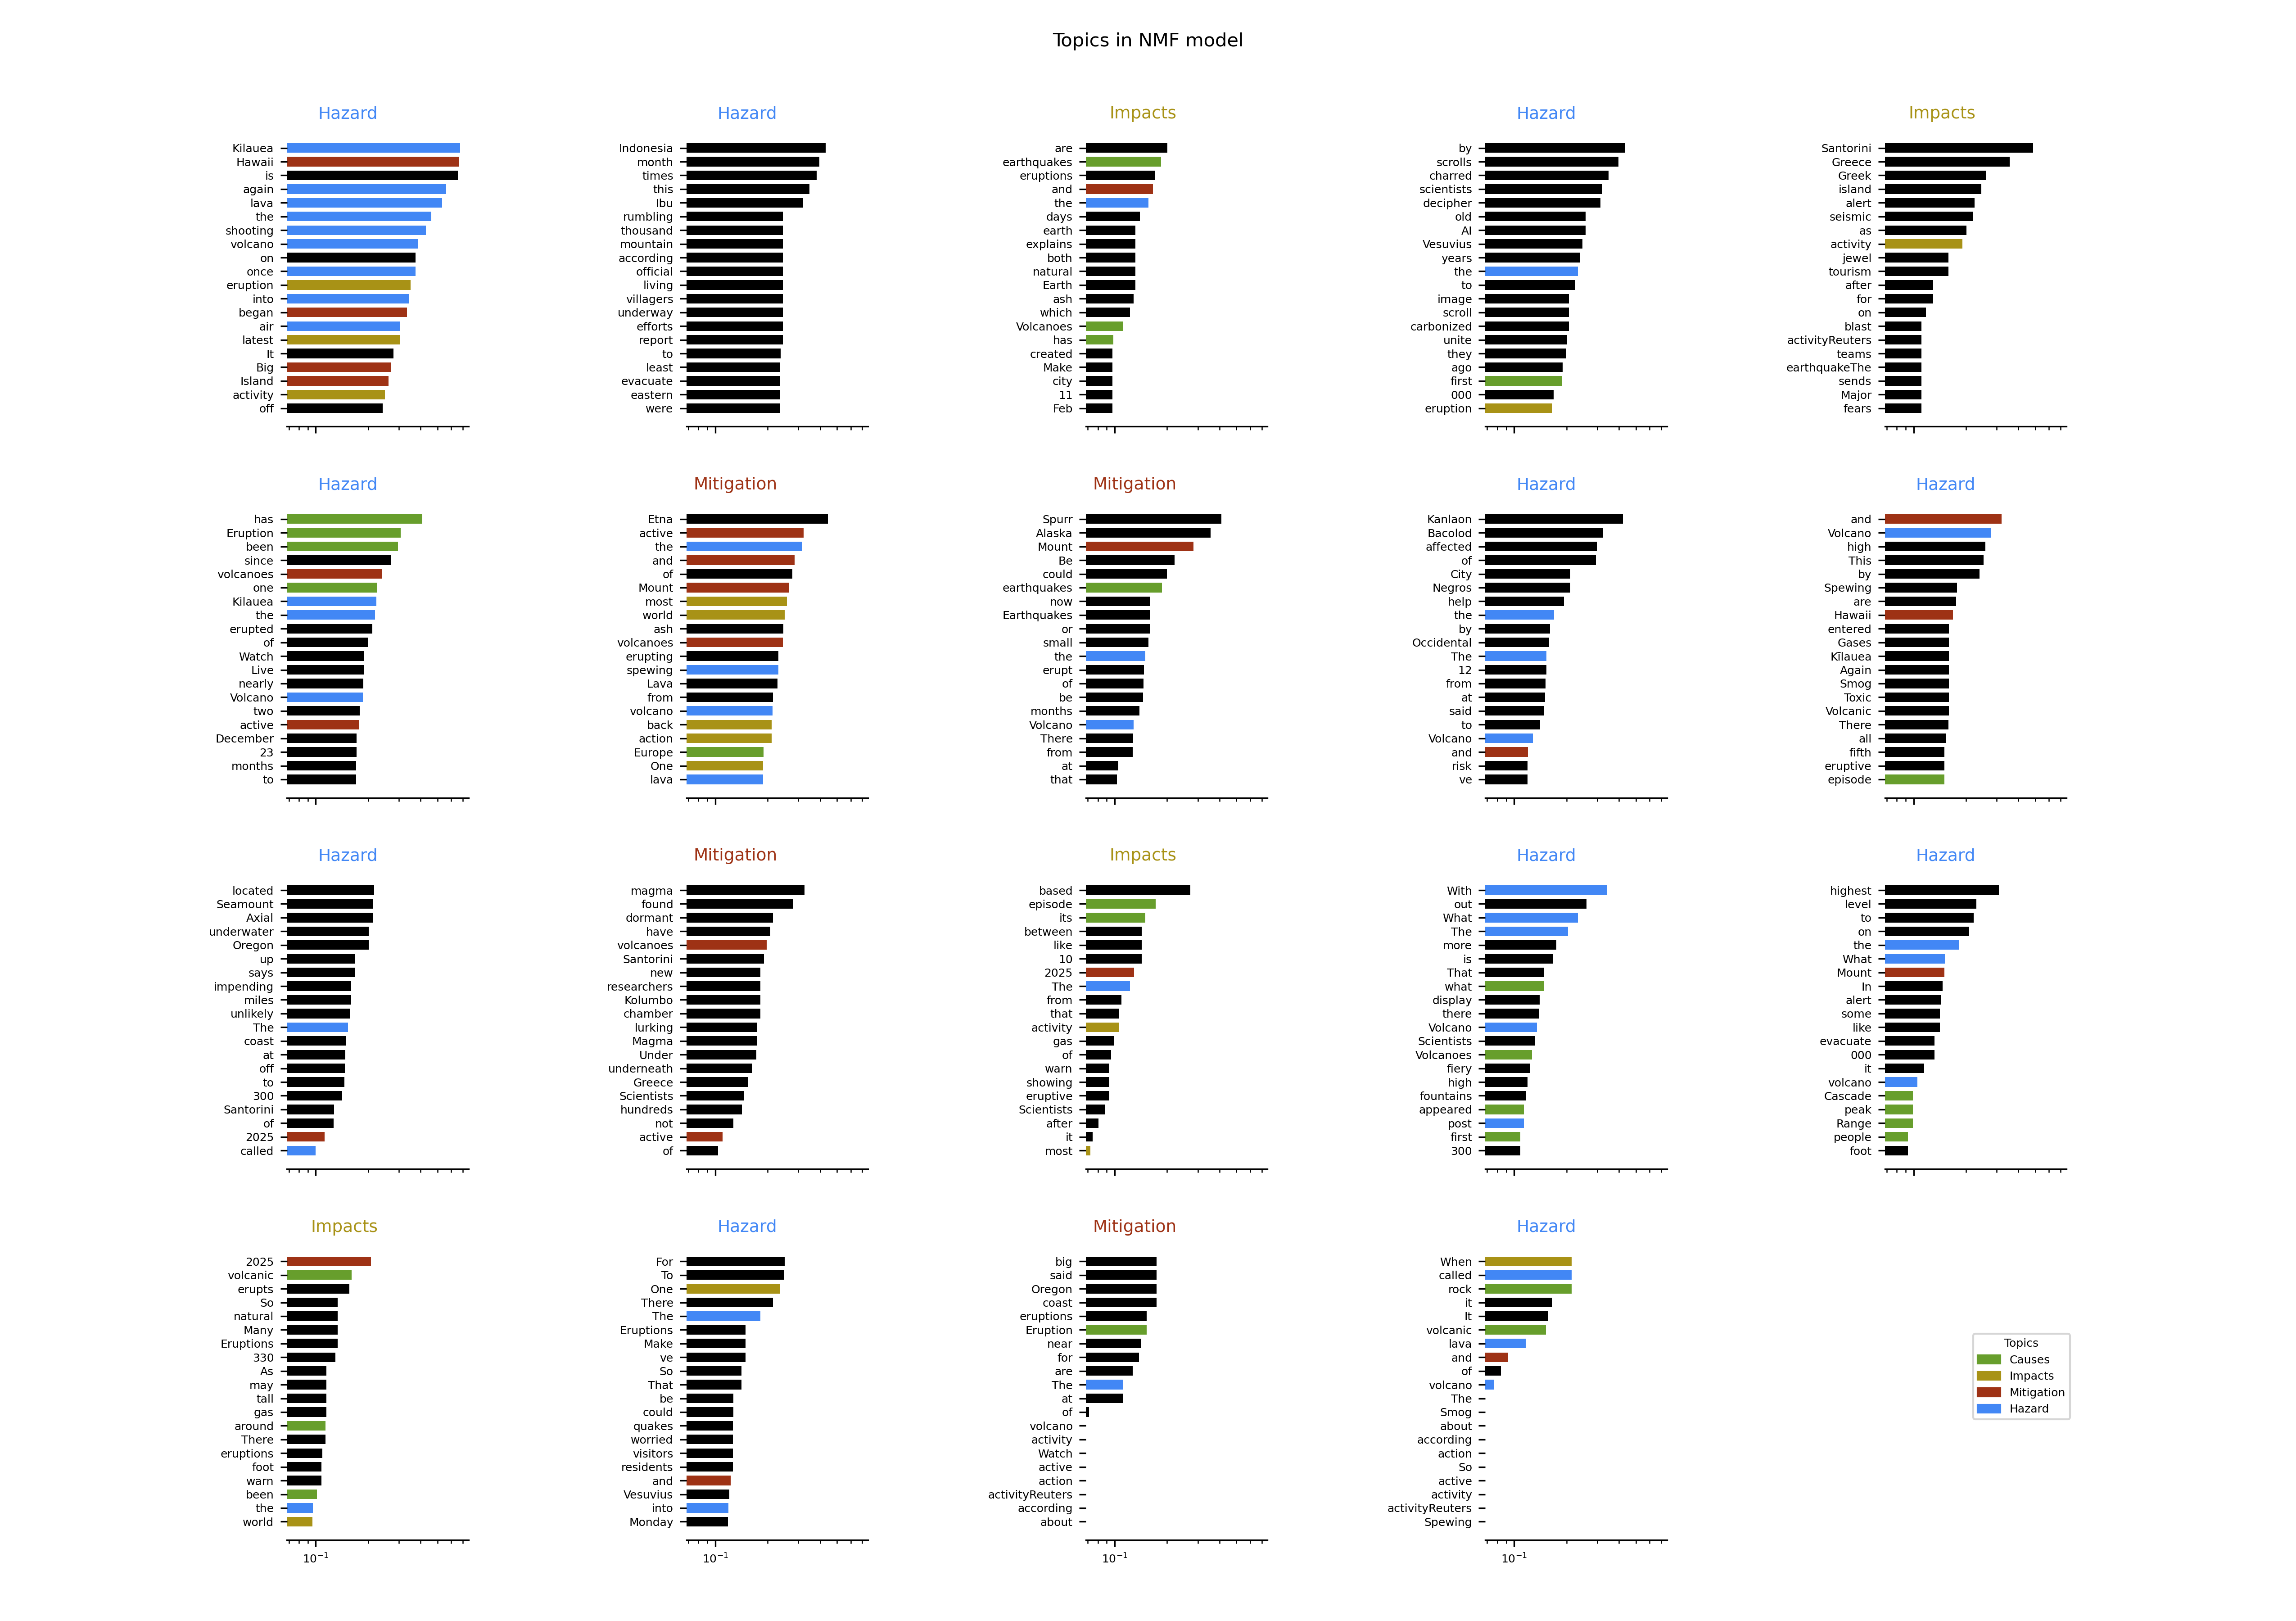 Topics in NMF model
Hazard
Kilauea
Hawaii
is
again
lava
the
shooting
volcano
on
once
eruption
into
began
air
latest
It
Big
Island
activity
off
Hazard
Indonesia
month
times
this
Ibu
rumbling
thousand
mountain
according
official
living
villagers
underway
efforts
report
to
least
evacuate
eastern
were
Impacts
are
earthquakes
eruptions
and
the
days
earth
explains
both
natural
Earth
ash
which
Volcanoes
has
created
Make
city
11
Feb
Hazard
by
scrolls
charred
scientists
decipher
old
AI
Vesuvius
years
the
to
image
scroll
carbonized
unite
they
ago
first
000
eruption
Impacts
Santorini
Greece
Greek
island
alert
seismic
as
activity
jewel
tourism
after
for
on
blast
activityReuters
teams
earthquakeThe
sends
Major
fears
Hazard
has
Eruption
been
since
volcanoes
one
Kilauea
the
erupted
of
Watch
Live
nearly
Volcano
two
active
December
23
months
to
Mitigation
Etna
active
the
and
of
Mount
most
world
ash
volcanoes
erupting
spewing
Lava
from
volcano
back
action
Europe
One
lava
Mitigation
Spurr
Alaska
Mount
Be
could
earthquakes
now
Earthquakes
or
small
the
erupt
of
be
months
Volcano
There
from
at
that
Hazard
Kanlaon
Bacolod
affected
of
City
Negros
help
the
by
Occidental
The
12
from
at
said
to
Volcano
and
risk
ve
Hazard
and
Volcano
high
This
by
Spewing
are
Hawaii
entered
Gases
Kīlauea
Again
Smog
Toxic
Volcanic
There
all
fifth
eruptive
episode
Hazard
located
Seamount
Axial
underwater
Oregon
up
says
impending
miles
unlikely
The
coast
at
off
to
300
Santorini
of
2025
called
Mitigation
magma
found
dormant
have
volcanoes
Santorini
new
researchers
Kolumbo
chamber
lurking
Magma
Under
underneath
Greece
Scientists
hundreds
not
active
of
Impacts
based
episode
its
between
like
10
2025
The
from
that
activity
gas
of
warn
showing
eruptive
Scientists
after
it
most
Hazard
With
out
What
The
more
is
That
what
display
there
Volcano
Scientists
Volcanoes
fiery
high
fountains
appeared
post
first
300
Hazard
highest
level
to
on
the
What
Mount
In
alert
some
like
evacuate
000
it
volcano
Cascade
peak
Range
people
foot
Impacts
2025
volcanic
erupts
So
natural
Many
Eruptions
330
As
may
tall
gas
around
There
eruptions
foot
warn
been
the
world
10⁻¹
Hazard
For
To
One
There
The
Eruptions
Make
ve
So
That
be
could
quakes
worried
visitors
residents
and
Vesuvius
into
Monday
10⁻¹
Mitigation
big
said
Oregon
coast
eruptions
Eruption
near
for
are
The
at
of
volcano
activity
Watch
active
action
activityReuters
according
about
10⁻¹
Hazard
When
called
rock
it
It
volcanic
lava
and
of
volcano
The
Smog
about
according
action
So
active
activity
activityReuters
Spewing
10⁻¹
Topics
Causes
Impacts
Mitigation
Hazard